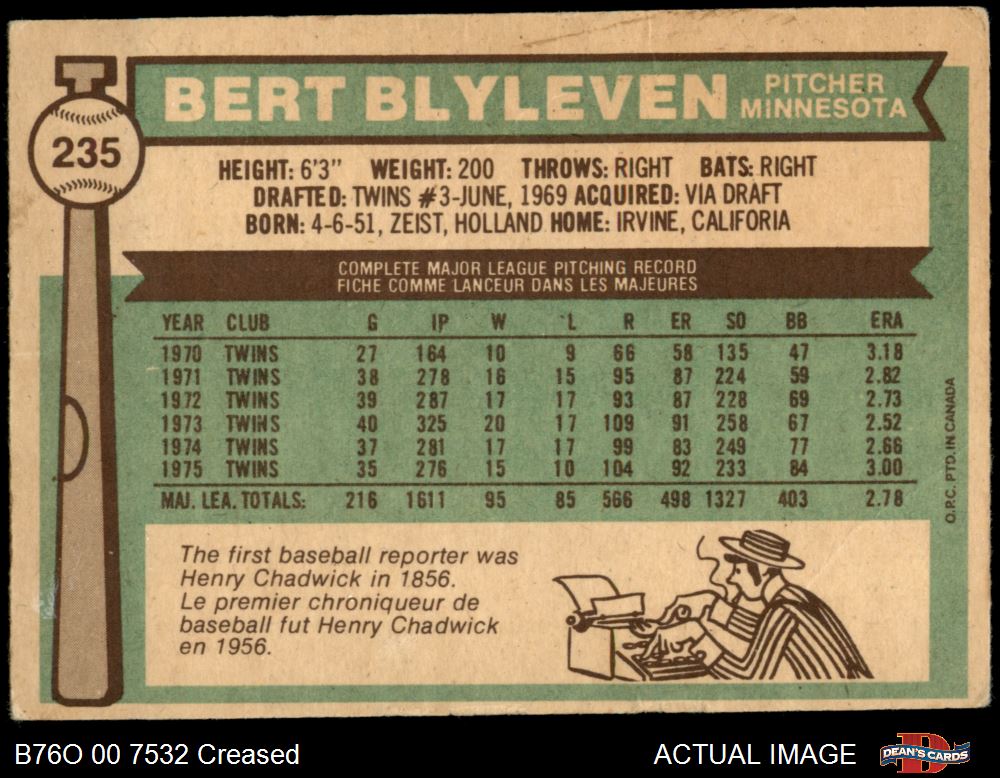 BERT BLYLEVEN
PITCHER
MINNESOTA
235
HEIGHT: 6'3" WEIGHT: 200 THROWS: RIGHT BATS: RIGHT
DRAFTED: TWINS #3-JUNE, 1969 ACQUIRED: VIA DRAFT
BORN: 4-6-51, ZEIST, HOLLAND HOME: IRVINE, CALIFORIA
COMPLETE MAJOR LEAGUE PITCHING RECORD
FICHE COMME LANCEUR DANS LES MAJEURES
YEAR CLUB G IP W L R ER SO BB ERA
1970 TWINS 27 164 10 9 66 58 135 47 3.18
1971 TWINS 38 278 16 15 95 87 224 59 2.82
1972 TWINS 39 287 17 17 93 87 228 69 2.73
1973 TWINS 40 325 20 17 109 91 258 67 2.52
1974 TWINS 37 281 17 17 99 83 249 77 2.66
1975 TWINS 35 276 15 10 104 92 233 84 3.00
MAJ. LEA. TOTALS: 216 1611 95 85 566 498 1327 403 2.78
O.P.C. PTD. IN CANADA
The first baseball reporter was
Henry Chadwick in 1856.
Le premier chroniqueur de
baseball fut Henry Chadwick
en 1956.
B76O 00 7532 Creased
ACTUAL IMAGE
DEAN'S CARDS